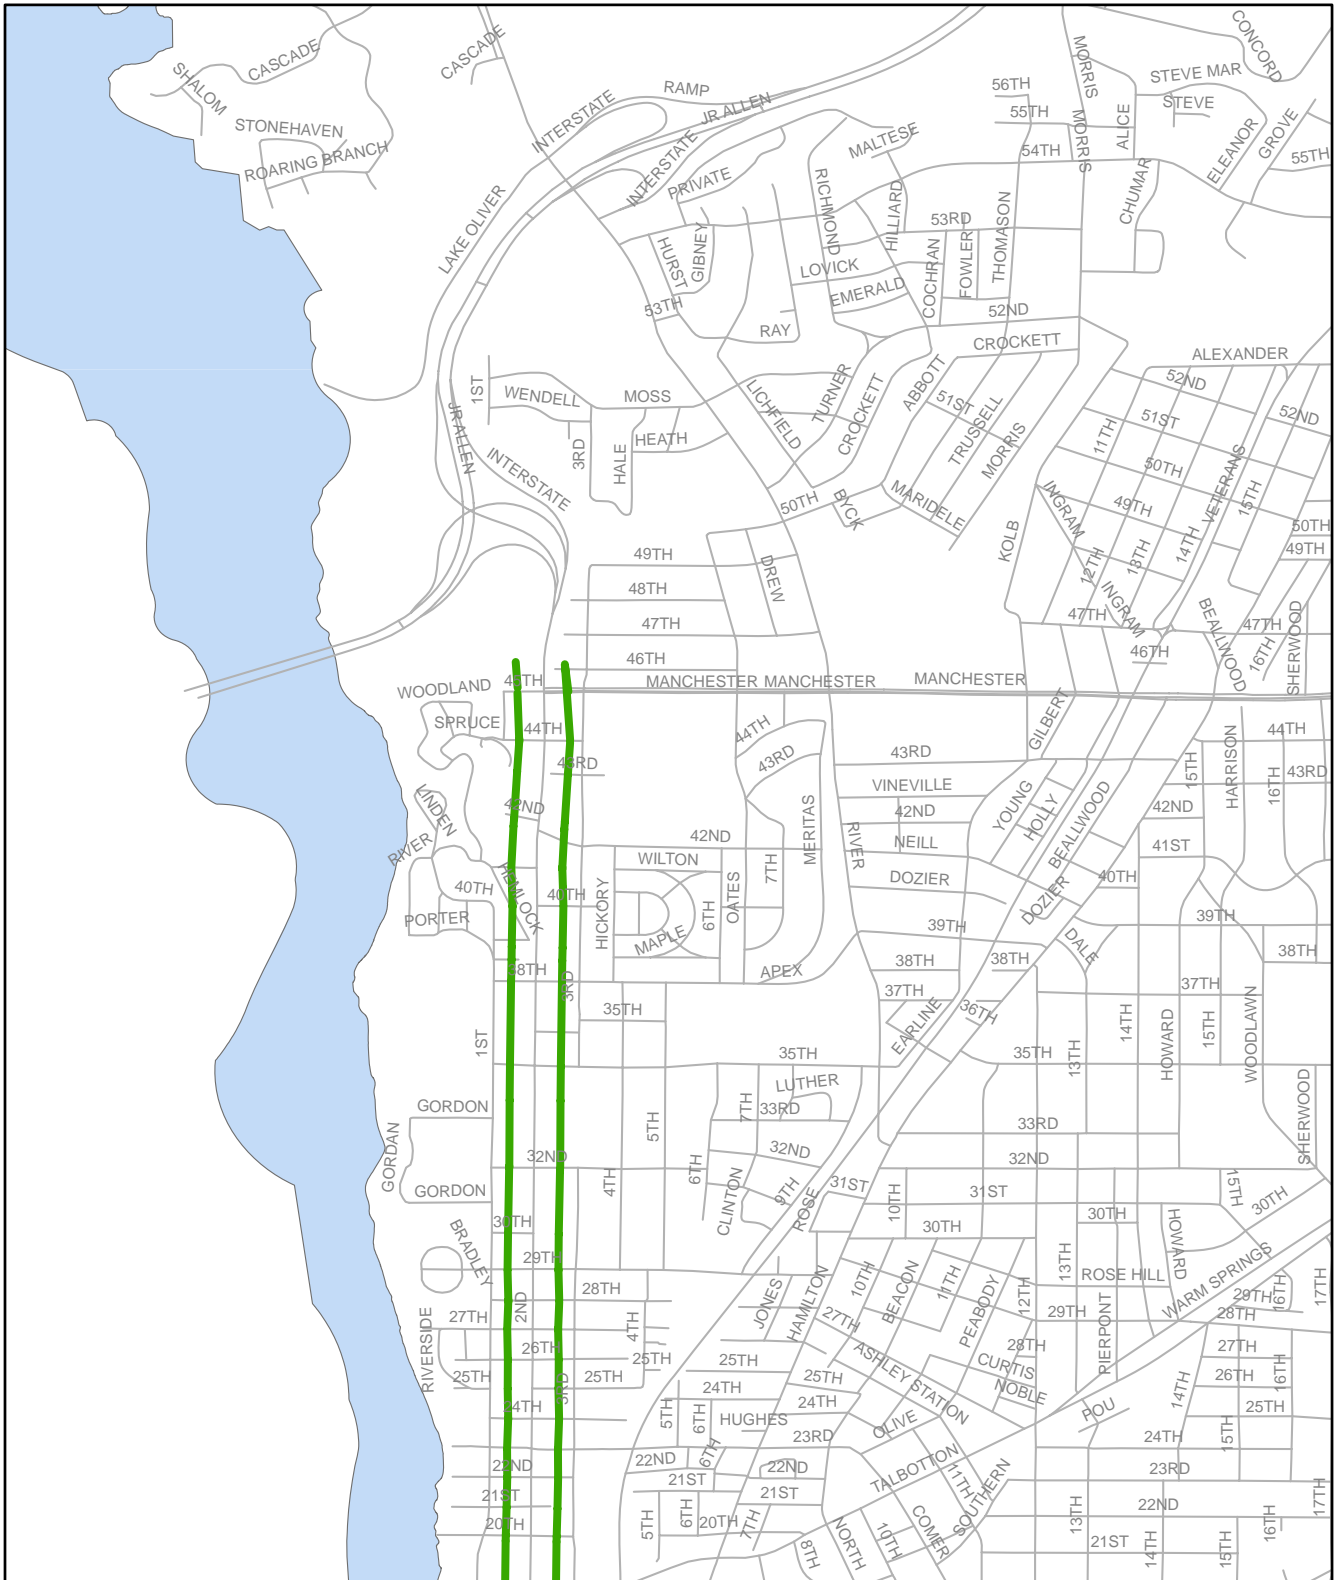 CONCORD
CASCADE
CASCADE
SHALOM
STONEHAVEN
ROARING BRANCH
INTERSTATE
RAMP
JR ALLEN
INTERSTATE
PRIVATE
MORRIS
STEVE MAR
STEVE
56TH
55TH
54TH
MORRIS
ALICE
ELEANOR
GROVE
55TH
MALTESE
RICHMOND
HILLIARD
CHUMAR
LAKE OLIVER
HURST
GIBNEY
53RD
COCHRAN
FOWLER
THOMASON
LOVICK
EMERALD
53TH
RAY
52ND
CROCKETT
ALEXANDER
1ST
WENDELL
MOSS
HEATH
3RD
HALE
JR ALLEN
INTERSTATE
LICHFIELD
TURNER
CROCKETT
ABBOTT
51ST
TRUSSELL
MORRIS
52ND
51ST
52ND
11TH
50TH
VETERANS
15TH
50TH
BYCK
MARIDELE
INGRAM
49TH
KOLB
12TH
13TH
14TH
50TH
49TH
49TH
DREW
48TH
47TH
46TH
47TH
INGRAM
BEALLWOOD
47TH
16TH
SHERWOOD
46TH
WOODLAND
45TH
MANCHESTER
MANCHESTER
MANCHESTER
SPRUCE
44TH
44TH
43RD
43RD
GILBERT
43RD
44TH
15TH
HARRISON
16TH
43RD
LINDEN
42ND
VINEVILLE
42ND
NEILL
YOUNG
HOLLY
BEALLWOOD
42ND
41ST
RIVER
42ND
MERITAS
RIVER
WILTON
7TH
40TH
HEMLOCK
40TH
HICKORY
OATES
6TH
DOZIER
DOZIER
40TH
PORTER
MAPLE
39TH
39TH
38TH
3RD
APEX
38TH
38TH
DALE
38TH
37TH
37TH
35TH
EARLINE
36TH
14TH
HOWARD
15TH
WOODLAWN
1ST
35TH
35TH
13TH
LUTHER
GORDON
7TH
33RD
33RD
SHERWOOD
5TH
GORDAN
32ND
32ND
32ND
4TH
6TH
GORDON
CLINTON
9TH
ROSE
31ST
10TH
31ST
15TH
30TH
30TH
BRADLEY
30TH
30TH
HOWARD
29TH
13TH
WARM SPRINGS
28TH
JONES
HAMILTON
10TH
BEACON
11TH
PEABODY
12TH
ROSE HILL
29TH
16TH
17TH
2ND
27TH
4TH
27TH
29TH
28TH
RIVERSIDE
26TH
25TH
25TH
ASHLEY STATION
28TH
PIERPONT
27TH
25TH
25TH
25TH
CURTIS
NOBLE
26TH
16TH
3RD
24TH
24TH
24TH
14TH
25TH
5TH
6TH
HUGHES
OLIVE
POU
15TH
23RD
24TH
22ND
22ND
6TH
22ND
TALBOTTON
11TH
SOUTHERN
23RD
21ST
21ST
21ST
22ND
17TH
20TH
5TH
6TH
20TH
7TH
8TH
NORTH
10TH
COMER
13TH
21ST
14TH
15TH
16TH